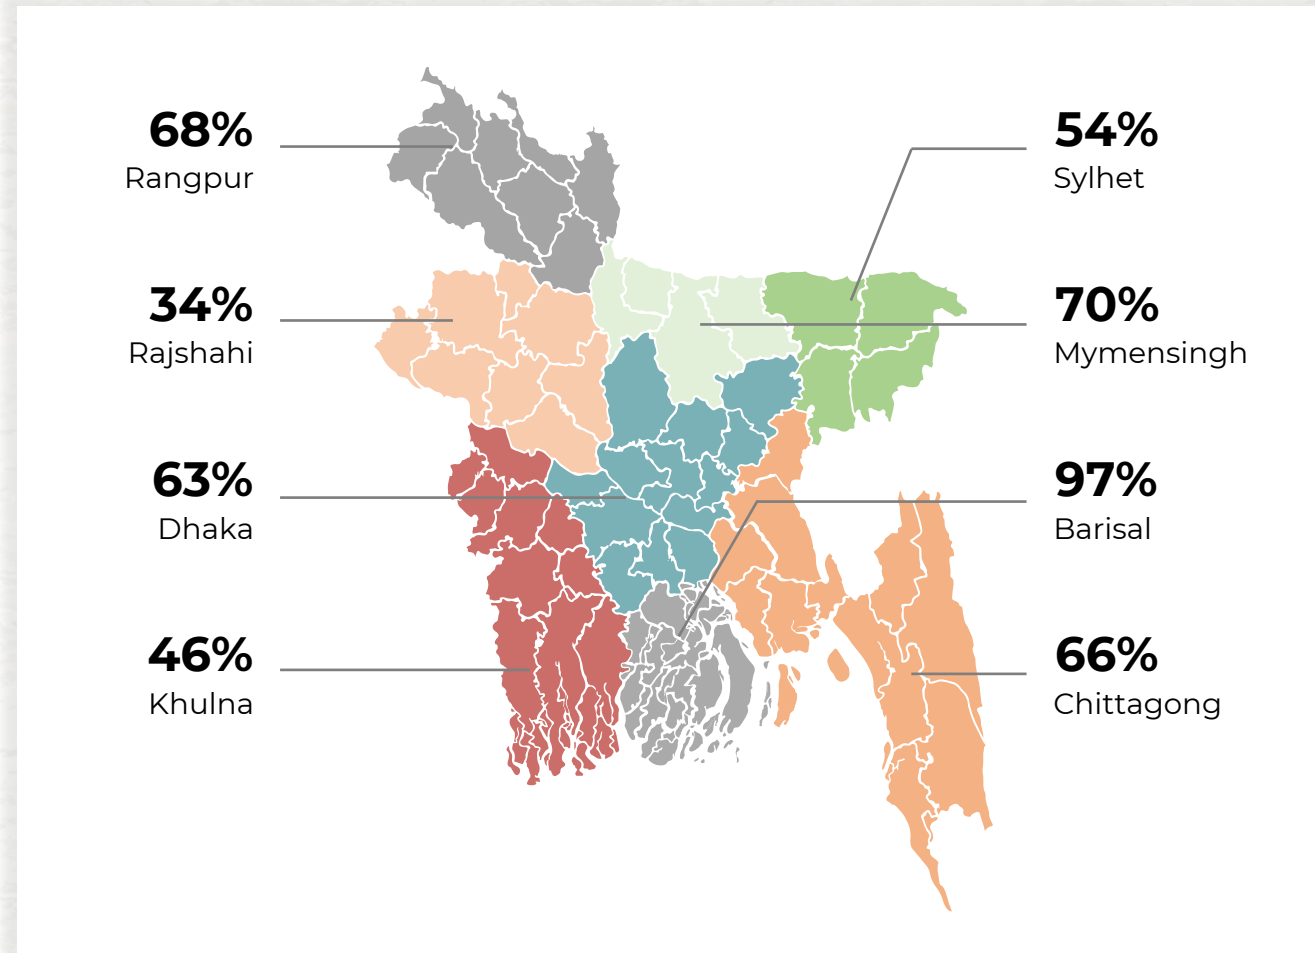 68%
Rangpur
34%
Rajshahi
63%
Dhaka
46%
Khulna
54%
Sylhet
70%
Mymensingh
97%
Barisal
66%
Chittagong